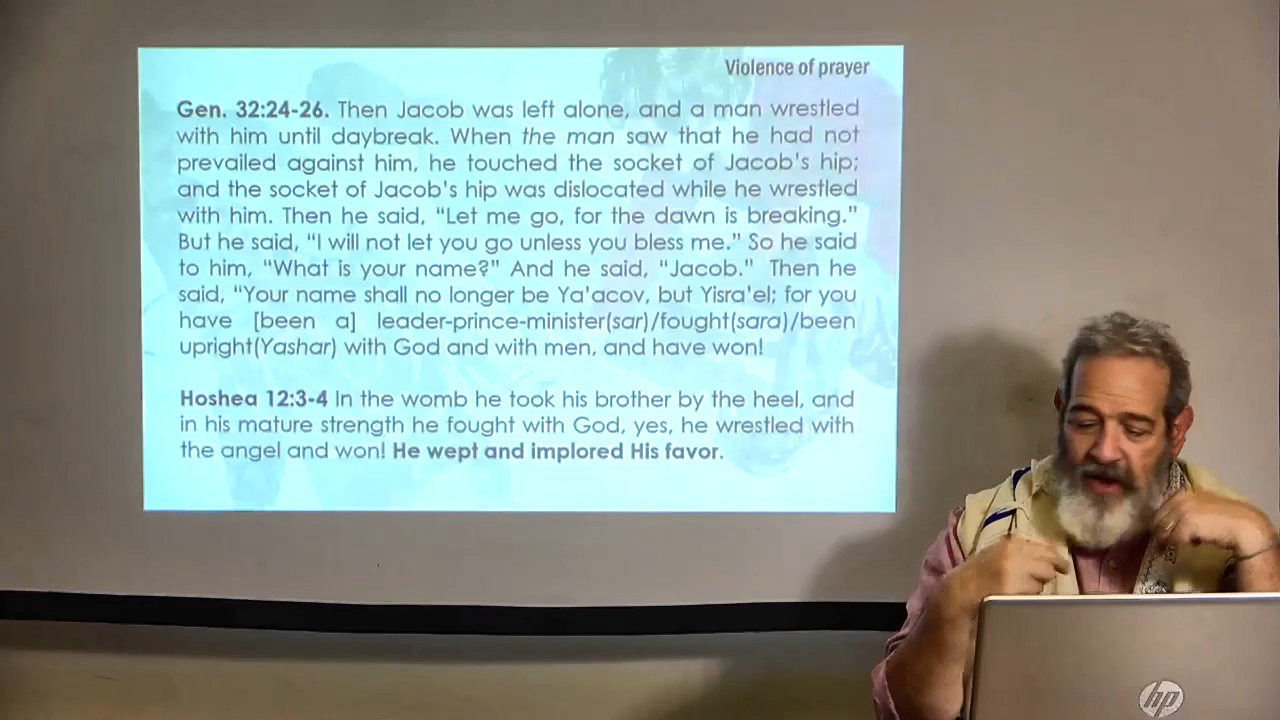 Violence of prayer
Gen. 32:24-26. Then Jacob was left alone, and a man wrestled
with him until daybreak. When the man saw that he had not
prevailed against him, he touched the socket of Jacob's hip;
and the socket of Jacob's hip was dislocated while he wrestled
with him. Then he said, “Let me go, for the dawn is breaking.”
But he said, “I will not let you go unless you bless me.” So he said
to him, “What is your name?” And he said, “Jacob.” Then he
said, “Your name shall no longer be Ya'acov, but Yisra'el; for you
have [been a] leader-prince-minister(sar)/fought(sara)/been
upright(Yashar) with God and with men, and have won!
Hoshea 12:3-4 In the womb he took his brother by the heel, and
in his mature strength he fought with God, yes, he wrestled with
the angel and won! He wept and implored His favor.
hp